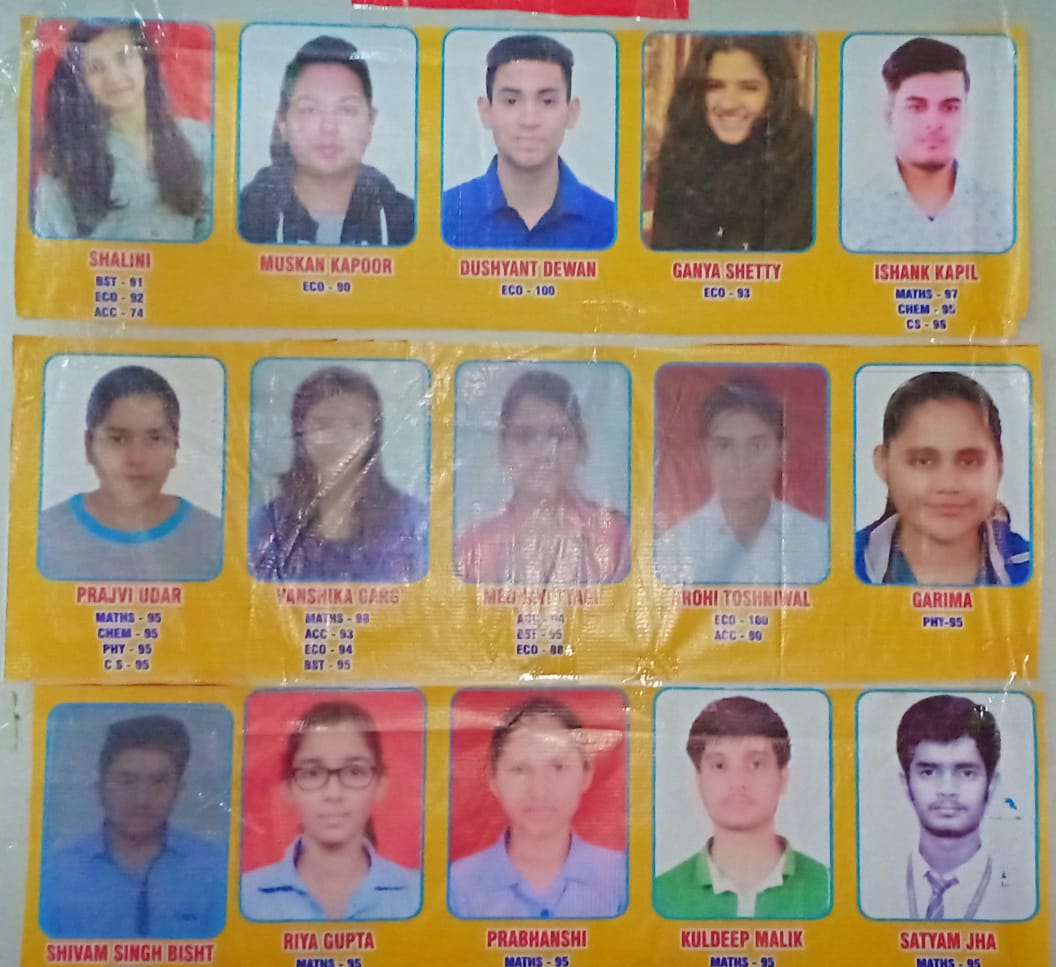 SHALINI
BST - 91
ECO - 92
ACC - 74
MUSKAN KAPOOR
ECO - 90
DUSHYANT DEWAN
ECO - 100
GANYA SHETTY
ECO - 93
ISHANK KAPIL
MATHS - 97
CHEM - 95
CS - 95
PRAJVI UDAR
MATHS - 95
CHEM - 95
PHY - 95
C S - 95
VANSHIKA GARG
MATHS - 98
ACC - 93
ECO - 94
BST - 95
BST - 95
ECO - 88
ROHI TOSHNIWAL
ECO - 100
ACC - 90
GARIMA
PHY-95
SHIVAM SINGH BISHT
RIYA GUPTA
MATHS - 95
PRABHANSHI
MATHS - 95
KULDEEP MALIK
MATHS - 95
SATYAM JHA
MATHS - 95